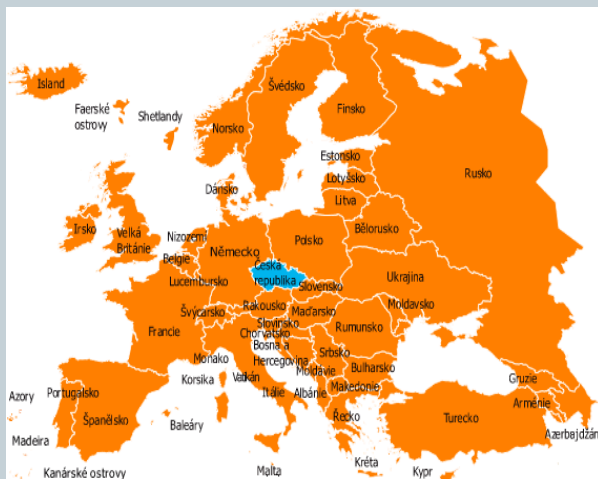 Island
Faerské
ostrovy
Shetlandy
Norsko
Švédsko
Finsko
Rusko
Estonsko
Lotyšsko
Litva
Dánsko
Irsko
Velká
Británie
Nizozemí
Belgie
Lucembursko
Německo
Polsko
Bělorusko
Česká
republika
Slovensko
Ukrajina
Moldavsko
Švýcarsko
Rakousko
Maďarsko
Rumunsko
Francie
Slovinsko
Chorvatsko
Bosna a
Hercegovina
Srbsko
Moldávie
Bulharsko
Monako
Korsika
Vatikán
Itálie
Albánie
Makedonie
Gruzie
Arménie
Azerbajdžán
Azory
Portugalsko
Španělsko
Baleáry
Řecko
Turecko
Madeira
Kanárské ostrovy
Malta
Kréta
Kypr